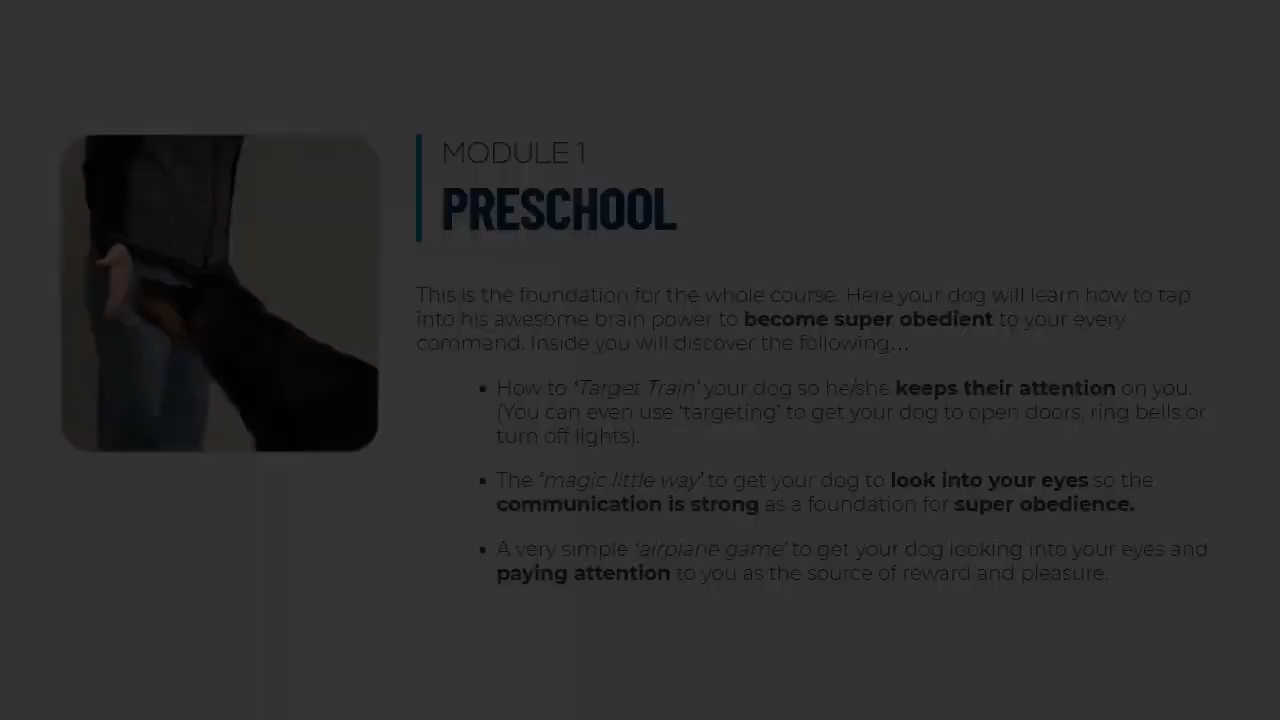 MODULE 1
PRESCHOOL
This is the foundation for the whole course. Here your dog will learn how to tap
into his awesome brain power to become super obedient to your every
command. Inside you will discover the following...
• How to 'Target Train' your dog so he/she keeps their attention on you.
(You can even use 'targeting' to get your dog to open doors, ring bells or
turn off lights).
• The 'magic little way' to get your dog to look into your eyes so the
communication is strong as a foundation for super obedience.
• A very simple 'airplane game' to get your dog looking into your eyes and
paying attention to you as the source of reward and pleasure.